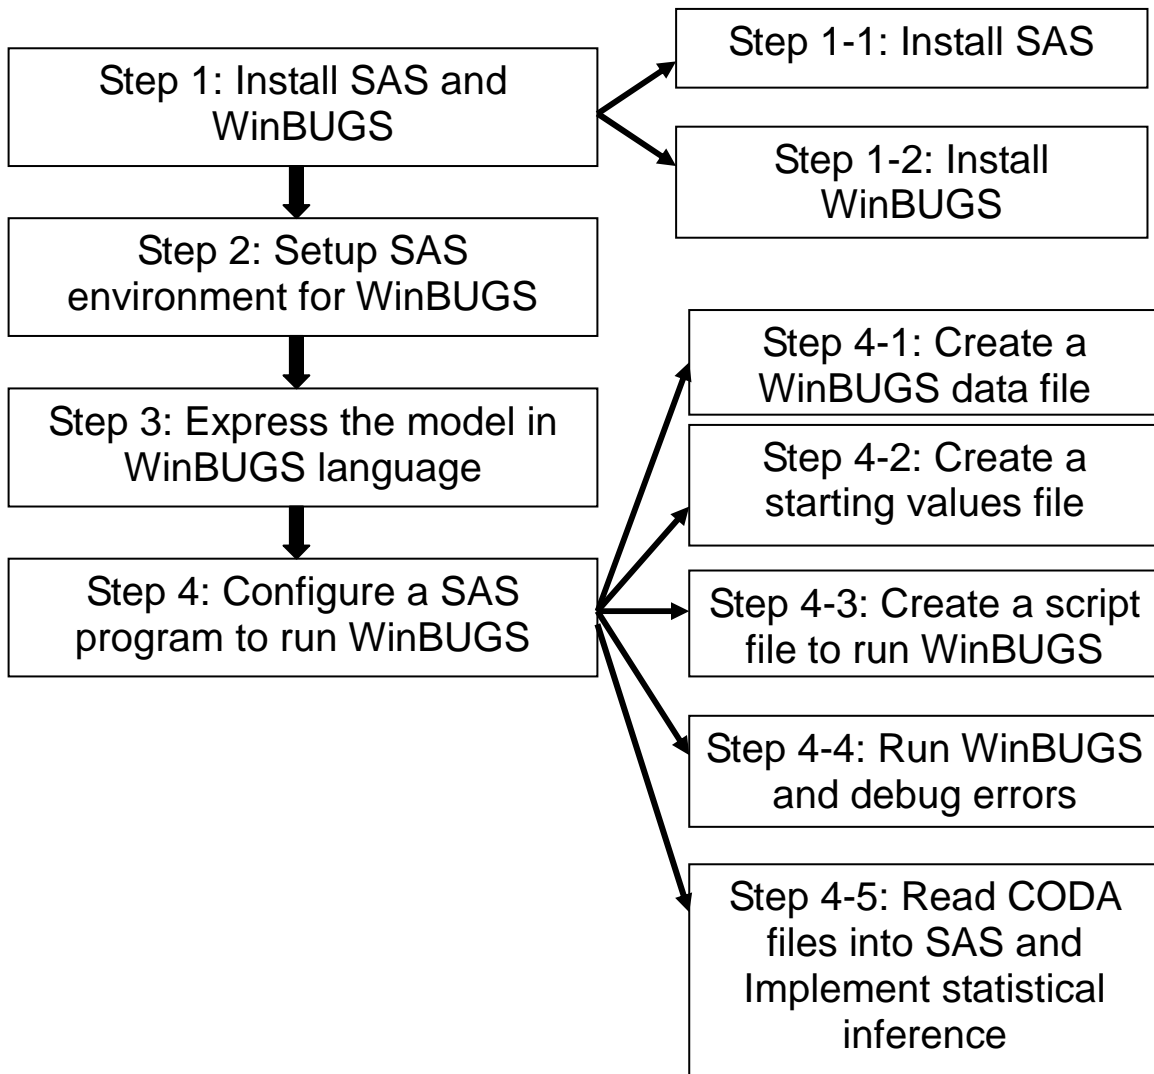 Step 1: Install SAS and
WinBUGS
Step 1-1: Install SAS
Step 1-2: Install
WinBUGS
Step 2: Setup SAS
environment for WinBUGS
Step 3: Express the model in
WinBUGS language
Step 4: Configure a SAS
program to run WinBUGS
Step 4-1: Create a
WinBUGS data file
Step 4-2: Create a
starting values file
Step 4-3: Create a script
file to run WinBUGS
Step 4-4: Run WinBUGS
and debug errors
Step 4-5: Read CODA
files into SAS and
Implement statistical
inference